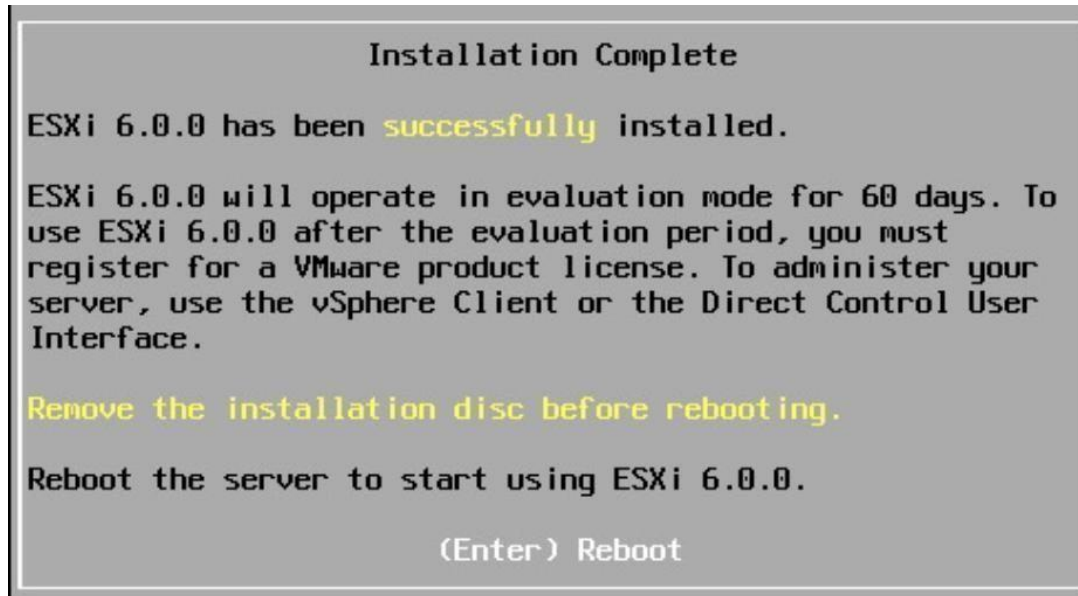 Installation Complete
ESXi 6.0.0 has been successfully installed.
ESXi 6.0.0 will operate in evaluation mode for 60 days. To
use ESXi 6.0.0 after the evaluation period, you must
register for a VMware product license. To administer your
server, use the vSphere Client or the Direct Control User
Interface.
Remove the installation disc before rebooting.
Reboot the server to start using ESXi 6.0.0.
(Enter) Reboot